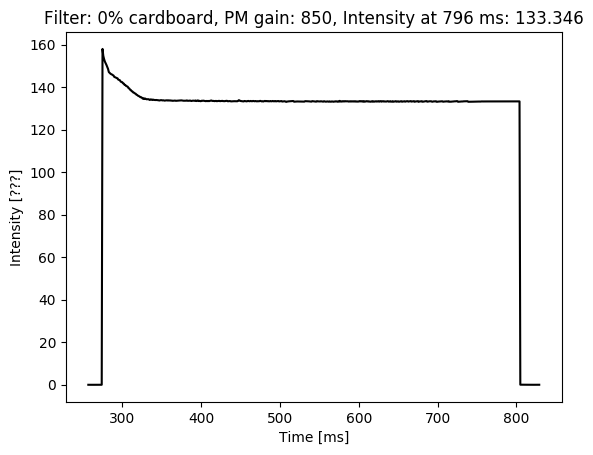 Filter: 0% cardboard, PM gain: 850, Intensity at 796 ms: 133.346
160
140
120
100
80
60
40
20
0
Intensity [???]
300 400 500 600 700 800
Time [ms]